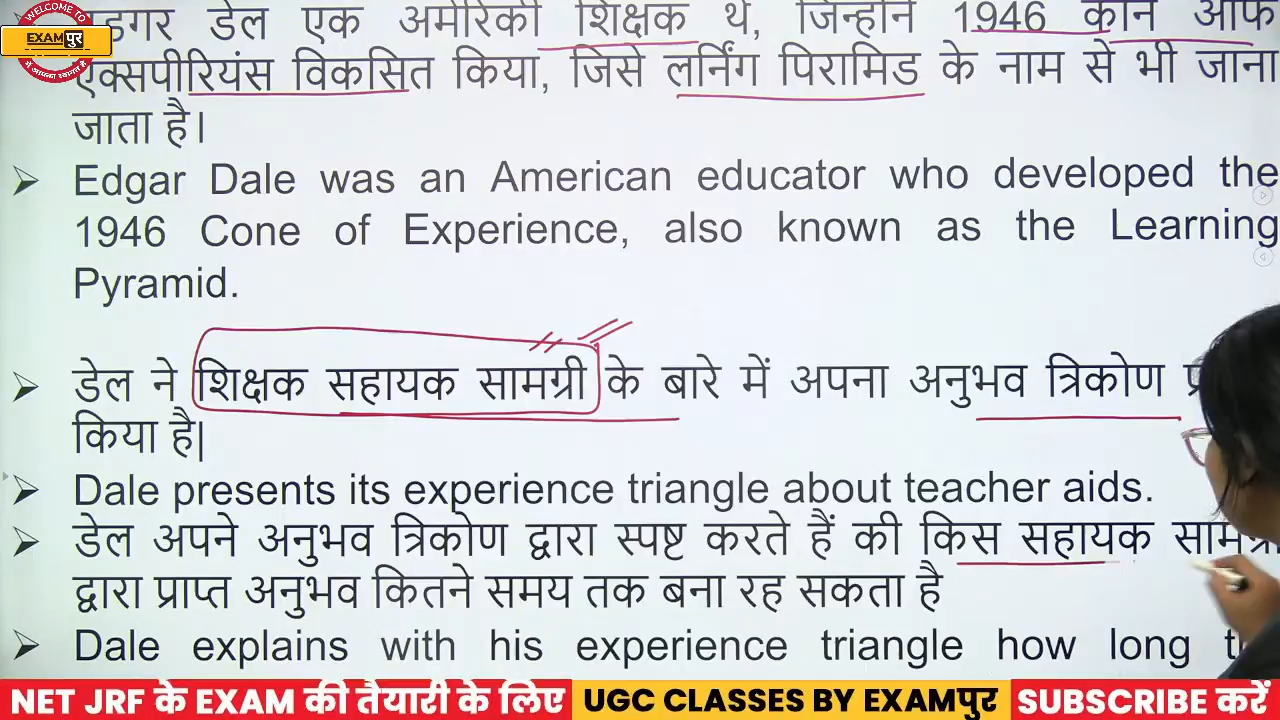 WELCOME TO
EXAMपुर
डगर डेल एक अमेरिकी शिक्षक थे, जिन्होंने 1946 कोन ऑफ
एक्सपीरियंस विकसित किया, जिसे लर्निंग पिरामिड के नाम से भी जाना
जाता है।
➢ Edgar Dale was an American educator who developed the
1946 Cone of Experience, also known as the Learning
Pyramid.
➢ डेल ने शिक्षक सहायक सामग्री के बारे में अपना अनुभव त्रिकोण
किया है|
➢ Dale presents its experience triangle about teacher aids.
➢ डेल अपने अनुभव त्रिकोण द्वारा स्पष्ट करते हैं की किस सहायक सामग्री
द्वारा प्राप्त अनुभव कितने समय तक बना रह सकता है
➢ Dale explains with his experience triangle how long
NET JRF के EXAM की तैयारी के लिए UGC CLASSES BY EXAMपुर SUBSCRIBE करें